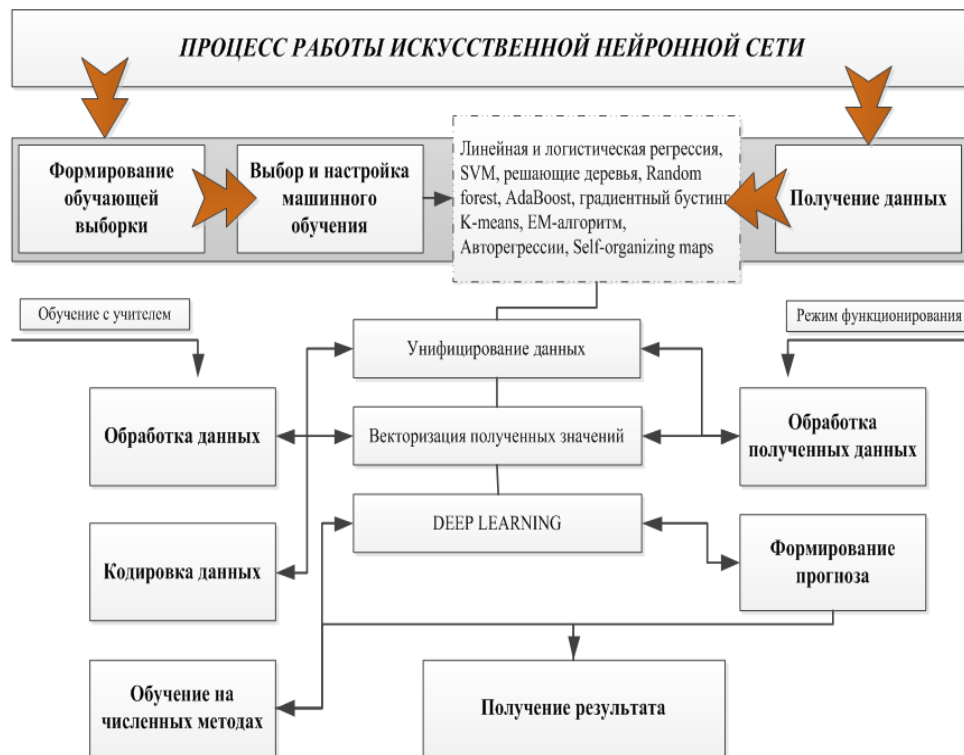 ПРОЦЕСС РАБОТЫ ИСКУССТВЕННОЙ НЕЙРОННОЙ СЕТИ
Формирование
обучающей
выборки
Выбор и настройка
машинного
обучения
Линейная и логистическая регрессия,
SVM, решающие деревья, Random
forest, AdaBoost, градиентный бустинг
K-means, EM-алгоритм,
Авторегрессии, Self-organizing maps
Получение данных
Обучение с учителем
Режим функционирования
Унифицирование данных
Обработка данных
Векторизация полученных значений
Обработка
полученных данных
DEEP LEARNING
Кодировка данных
Формирование
прогноза
Обучение на
численных методах
Получение результата